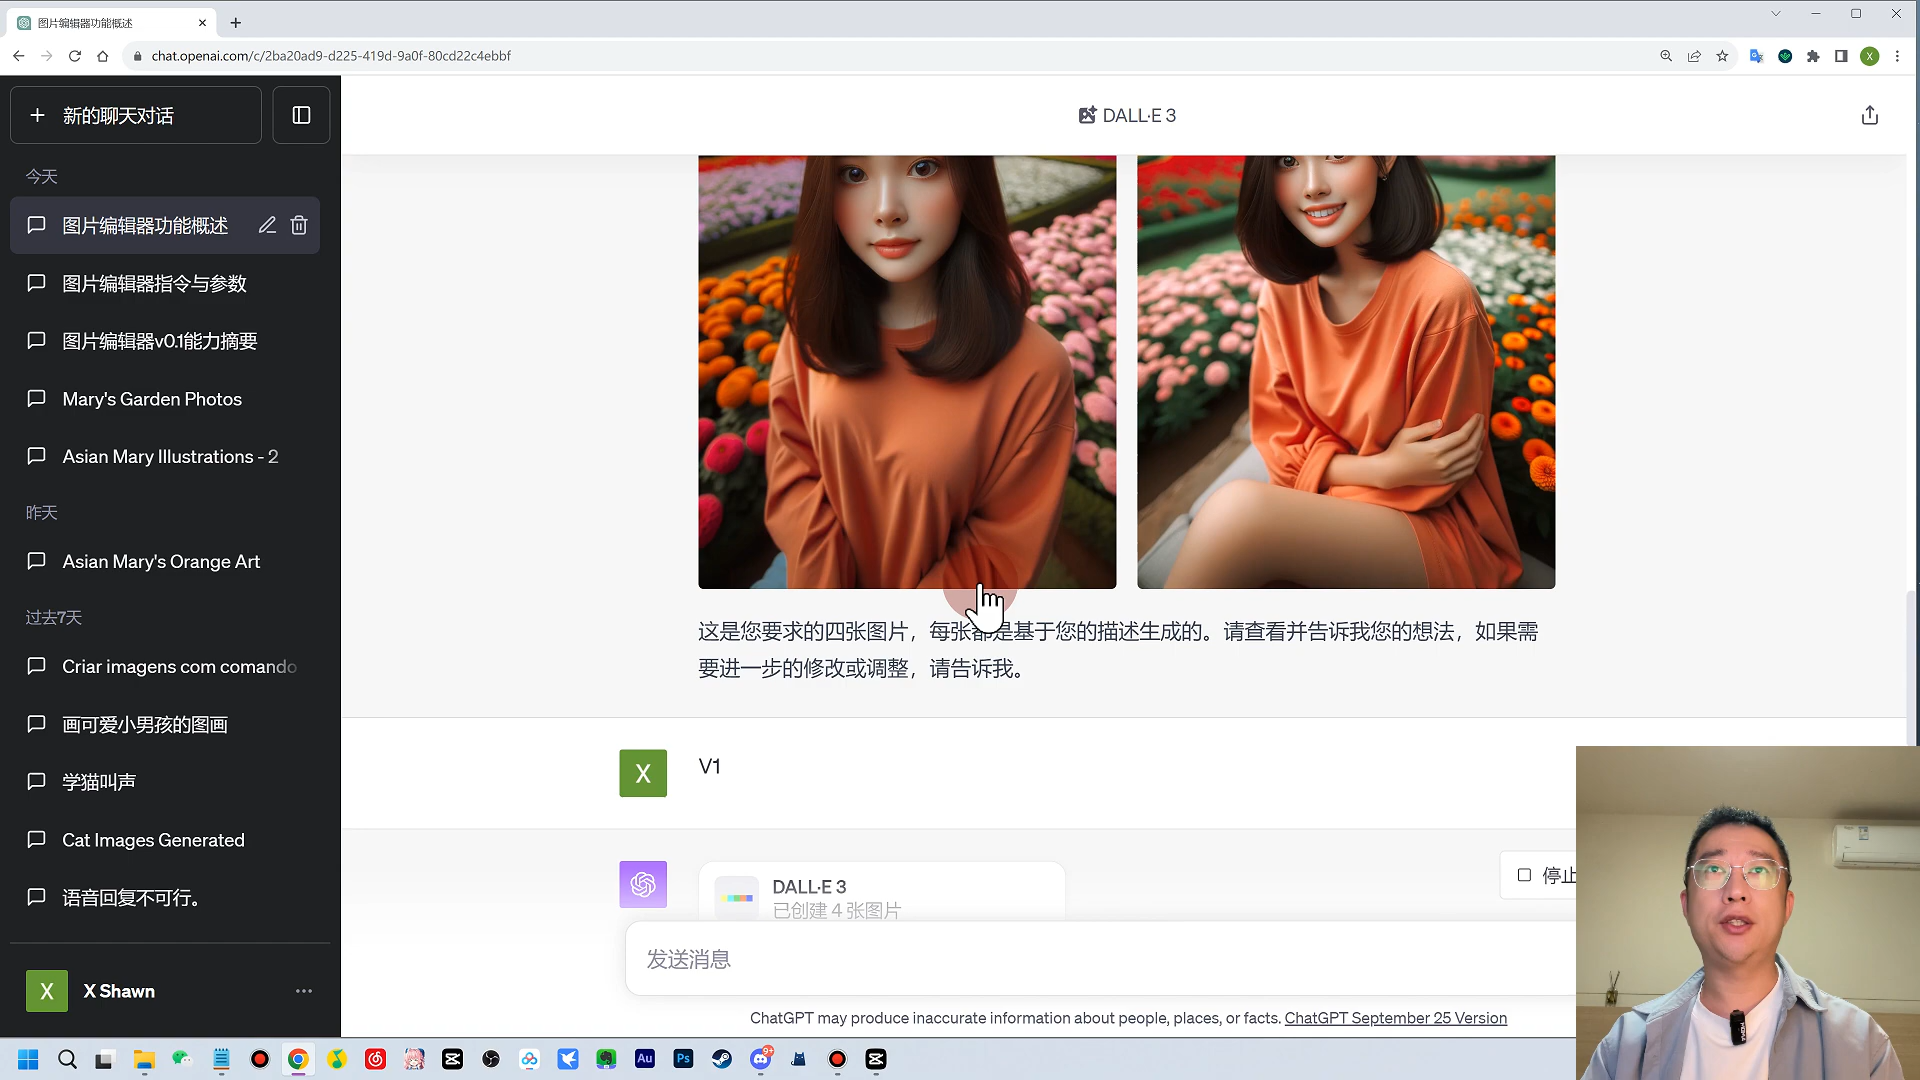 图片编辑器功能概述
chat.openai.com/c/2ba20ad9-d225-419d-9a0f-80cd22c4ebbf
X
新的聊天对话
DALL·E 3
今天
图片编辑器功能概述
图片编辑器指令与参数
图片编辑器v0.1能力摘要
Mary's Garden Photos
Asian Mary Illustrations - 2
昨天
Asian Mary's Orange Art
过去7天
Criar imagens com comando
画可爱小男孩的图画
学猫叫声
Cat Images Generated
语音回复不可行。
X
X Shawn
这是您要求的四张图片，每张都是基于您的描述生成的。请查看并告诉我您的想法，如果需
要进一步的修改或调整，请告诉我。
X
V1
DALL·E 3
已创建 4 张图片
停止
发送消息
ChatGPT may produce inaccurate information about people, places, or facts. ChatGPT September 25 Version
Au
Ps
9+